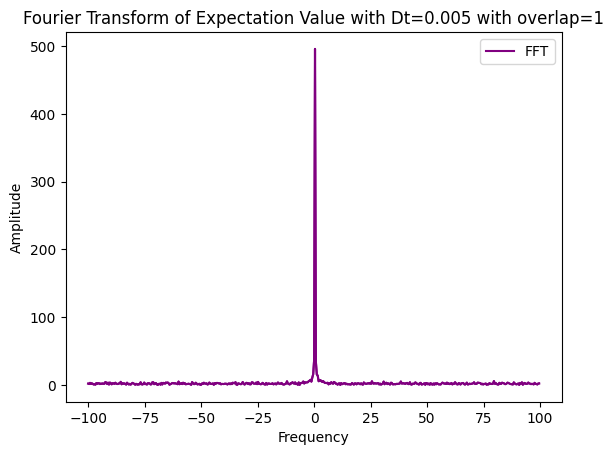 Fourier Transform of Expectation Value with Dt=0.005 with overlap=1
FFT
500
400
300
200
100
0
Amplitude
−100 −75 −50 −25 0 25 50 75 100
Frequency